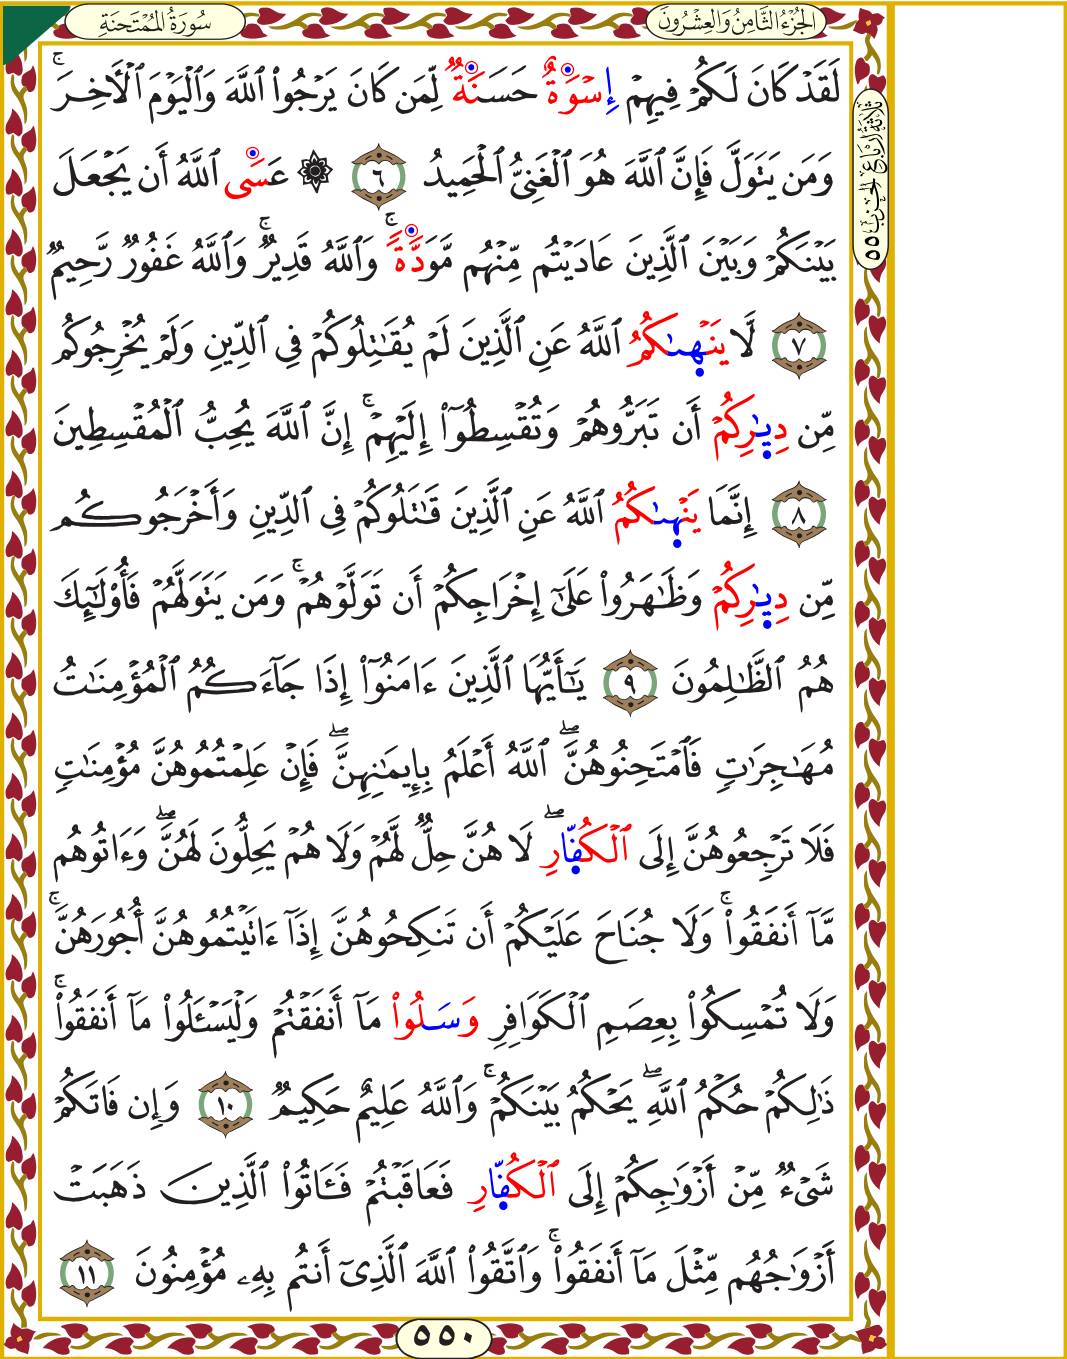 سُورَةُ المُمْتَحنَةِ
الجُزْءُ الثَّامِنُ وَالعِشْرُونَ
ثَلَاثَةُ أَرْبَاعِ الحِزْبِ ٥٥
لَقَدْ كَانَ لَكُمْ فِيهِمْ إِسْوَةٌ حَسَنَةٌ لِّمَن كَانَ يَرْجُوا۟ ٱللَّهَ وَٱلْيَوْمَ ٱلْأَخِرَ ۚ
وَمَن يَتَوَلَّ فَإِنَّ ٱللَّهَ هُوَ ٱلْغَنِىُّ ٱلْحَمِيدُ ٦ ۞ عَسَى ٱللَّهُ أَن يَجْعَلَ
بَيْنَكُمْ وَبَيْنَ ٱلَّذِينَ عَادَيْتُم مِّنْهُم مَّوَدَّةً ۚ وَٱللَّهُ قَدِيرٌ ۚ وَٱللَّهُ غَفُورٌ رَّحِيمٌ
٧ لَّا يَنْهَىٰكُمُ ٱللَّهُ عَنِ ٱلَّذِينَ لَمْ يُقَٰتِلُوكُمْ فِى ٱلدِّينِ وَلَمْ يُخْرِجُوكُم
مِّن دِيَٰرِكُمْ أَن تَبَرُّوهُمْ وَتُقْسِطُوٓا۟ إِلَيْهِمْ ۚ إِنَّ ٱللَّهَ يُحِبُّ ٱلْمُقْسِطِينَ
٨ إِنَّمَا يَنْهَىٰكُمُ ٱللَّهُ عَنِ ٱلَّذِينَ قَٰتَلُوكُمْ فِى ٱلدِّينِ وَأَخْرَجُوكُم
مِّن دِيَٰرِكُمْ وَظَٰهَرُوا۟ عَلَىٰٓ إِخْرَاجِكُمْ أَن تَوَلَّوْهُمْ ۚ وَمَن يَتَوَلَّهُمْ فَأُو۟لَٰٓئِكَ
هُمُ ٱلظَّٰلِمُونَ ٩ يَٰٓأَيُّهَا ٱلَّذِينَ ءَامَنُوٓا۟ إِذَا جَآءَكُمُ ٱلْمُؤْمِنَٰتُ
مُهَٰجِرَٰتٍ فَٱمْتَحِنُوهُنَّ ۖ ٱللَّهُ أَعْلَمُ بِإِيمَٰنِهِنَّ ۖ فَإِنْ عَلِمْتُمُوهُنَّ مُؤْمِنَٰتٍ
فَلَا تَرْجِعُوهُنَّ إِلَى ٱلْكُفَّارِ ۖ لَا هُنَّ حِلٌّ لَّهُمْ وَلَا هُمْ يَحِلُّونَ لَهُنَّ ۖ وَءَاتُوهُم
مَّآ أَنفَقُوا۟ ۚ وَلَا جُنَاحَ عَلَيْكُمْ أَن تَنكِحُوهُنَّ إِذَآ ءَاتَيْتُمُوهُنَّ أُجُورَهُنَّ ۚ
وَلَا تُمْسِكُوا۟ بِعِصَمِ ٱلْكَوَافِرِ وَسَلُوا۟ مَآ أَنفَقْتُمْ وَلْيَسْـَٔلُوا۟ مَآ أَنفَقُوا۟ ۚ
ذَٰلِكُمْ حُكْمُ ٱللَّهِ ۖ يَحْكُمُ بَيْنَكُمْ ۚ وَٱللَّهُ عَلِيمٌ حَكِيمٌ ١٠ وَإِن فَاتَكُمْ
شَىْءٌ مِّنْ أَزْوَٰجِكُمْ إِلَى ٱلْكُفَّارِ فَعَاقَبْتُمْ فَـَٔاتُوا۟ ٱلَّذِينَ ذَهَبَتْ
أَزْوَٰجُهُم مِّثْلَ مَآ أَنفَقُوا۟ ۚ وَٱتَّقُوا۟ ٱللَّهَ ٱلَّذِىٓ أَنتُم بِهِۦ مُؤْمِنُونَ ١١
٥٥٠